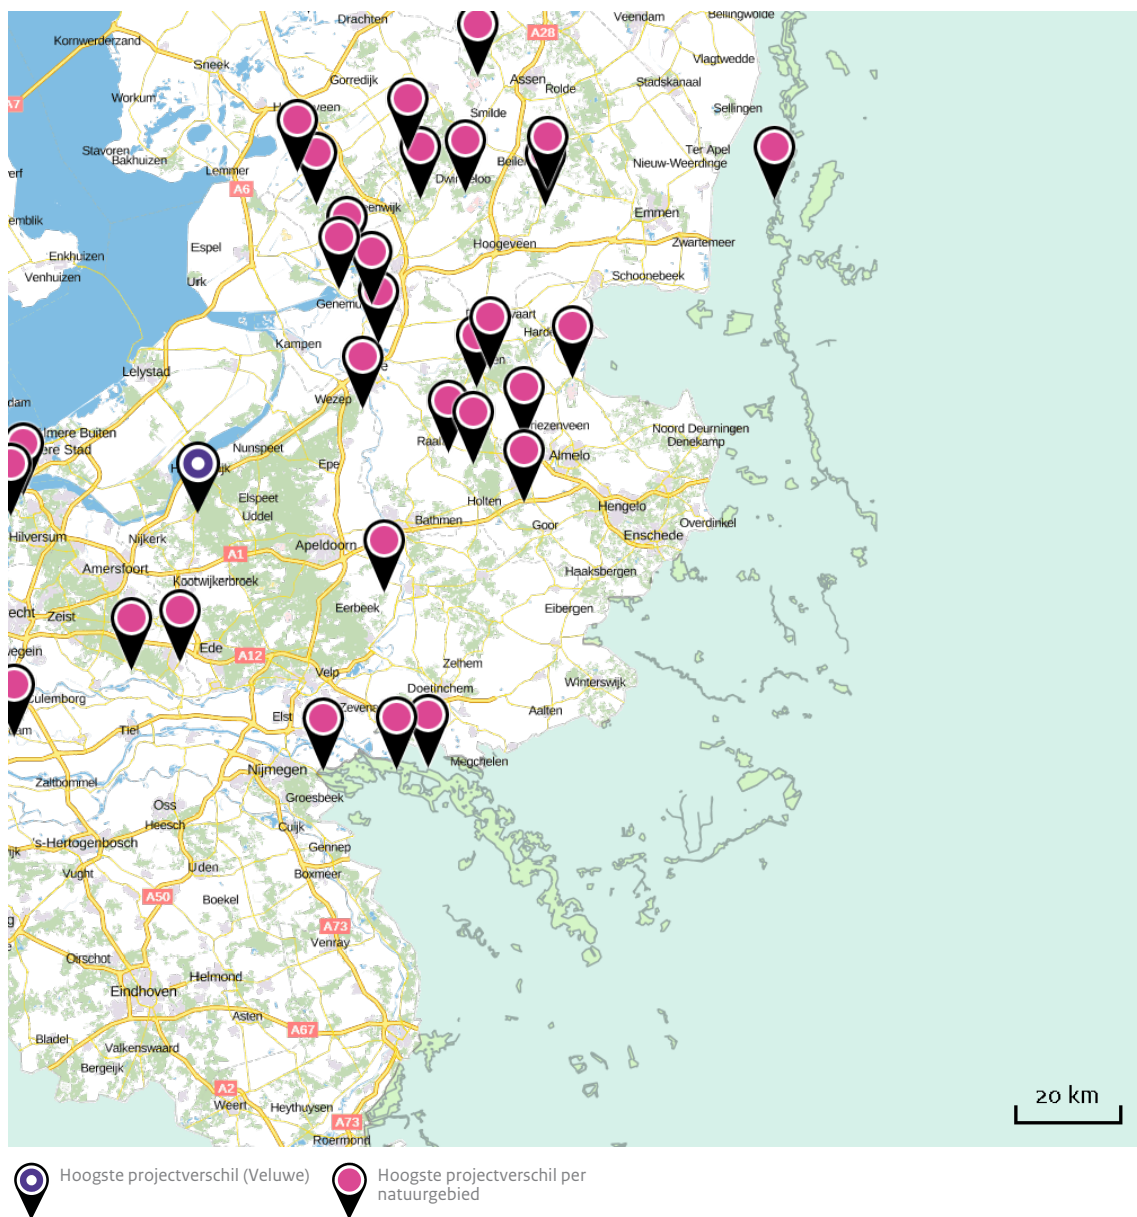 Drachten
A28
Veendam
Bellingwolde
Kornwerderzand
Sneek
Vlagtwedde
Gorredijk
Assen
Rolde
Stadskanaal
A7
Workum
Smilde
Sellingen
Stavoren
Bakhuizen
Ter Apel
Nieuw-Weerdinge
Lemmer
A6
Emmen
Espel
Hoogeveen
Zwartemeer
Enkhuizen
Venhuizen
Urk
Schoonebeek
Kampen
Lelystad
Wezep
Noord Deurningen
Denekamp
Nunspeet
Almelo
Epe
Elspeet
Uddel
Holten
Hengelo
Bathmen
Goor
Overdinkel
Enschede
Hilversum
Nijkerk
A1
Apeldoorn
Amersfoort
Kootwijkerbroek
Haaksbergen
Eerbeek
Eibergen
Zeist
Ede
A12
Velp
Zelhem
Doetinchem
Winterswijk
Culemborg
Elst
Aalten
Tiel
Megchelen
Nijmegen
Zaltbommel
Groesbeek
Oss
Heesch
Cuijk
's-Hertogenbosch
Gennep
Vught
Uden
Boxmeer
A50
Boekel
A73
Venray
Oirschot
Helmond
Eindhoven
Asten
A67
Bladel
Valkenswaard
Bergeijk
A2
Weert
Heythuysen
A73
Roermond
20 km
Hoogste projectverschil (Veluwe)
Hoogste projectverschil per
natuurgebied